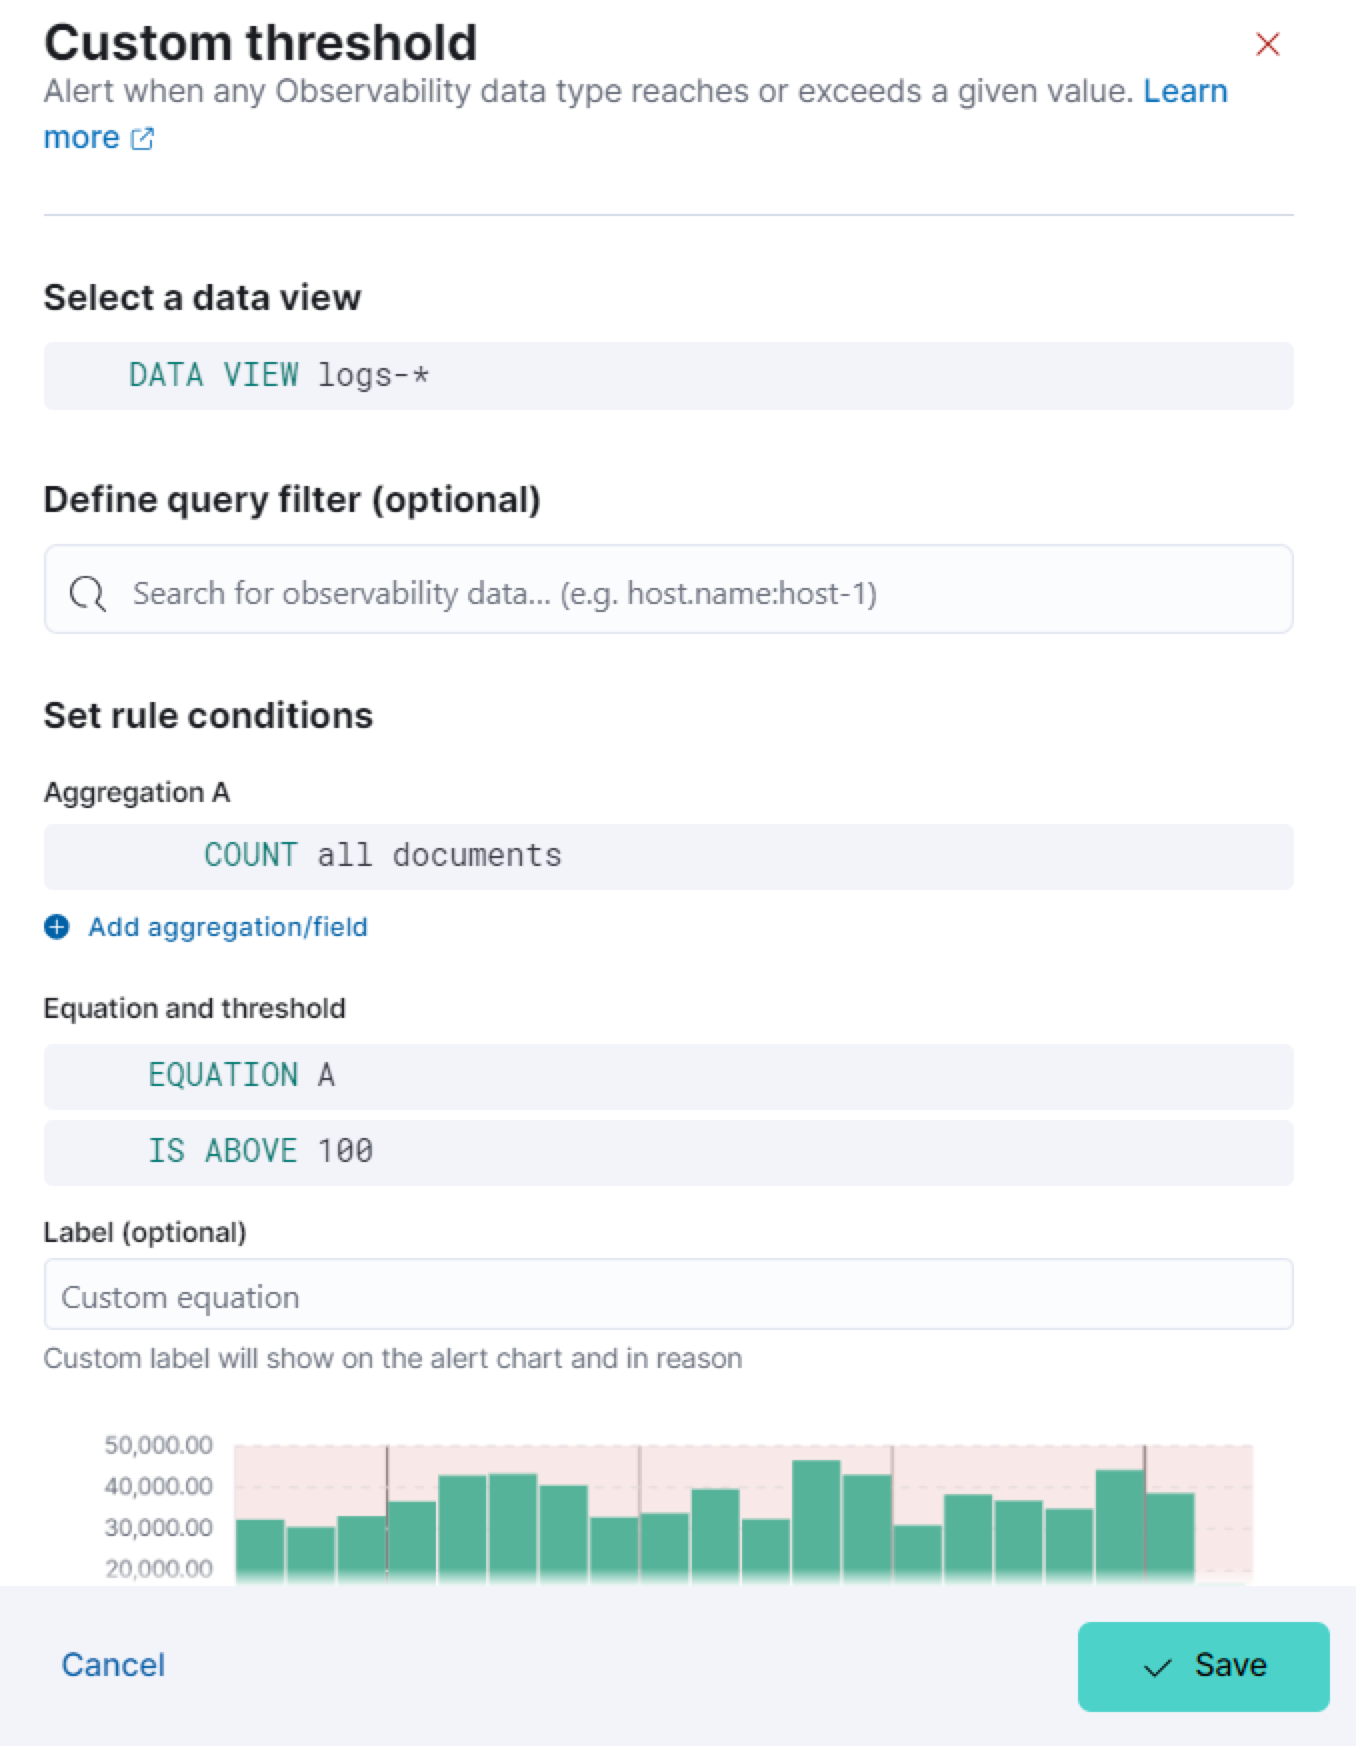 Custom threshold
Alert when any Observability data type reaches or exceeds a given value. Learn
more
Select a data view
DATA VIEW logs-*
Define query filter (optional)
Search for observability data... (e.g. host.name:host-1)
Set rule conditions
Aggregation A
COUNT all documents
Add aggregation/field
Equation and threshold
EQUATION A
IS ABOVE 100
Label (optional)
Custom equation
Custom label will show on the alert chart and in reason
50,000.00
40,000.00
30,000.00
20,000.00
Cancel
Save